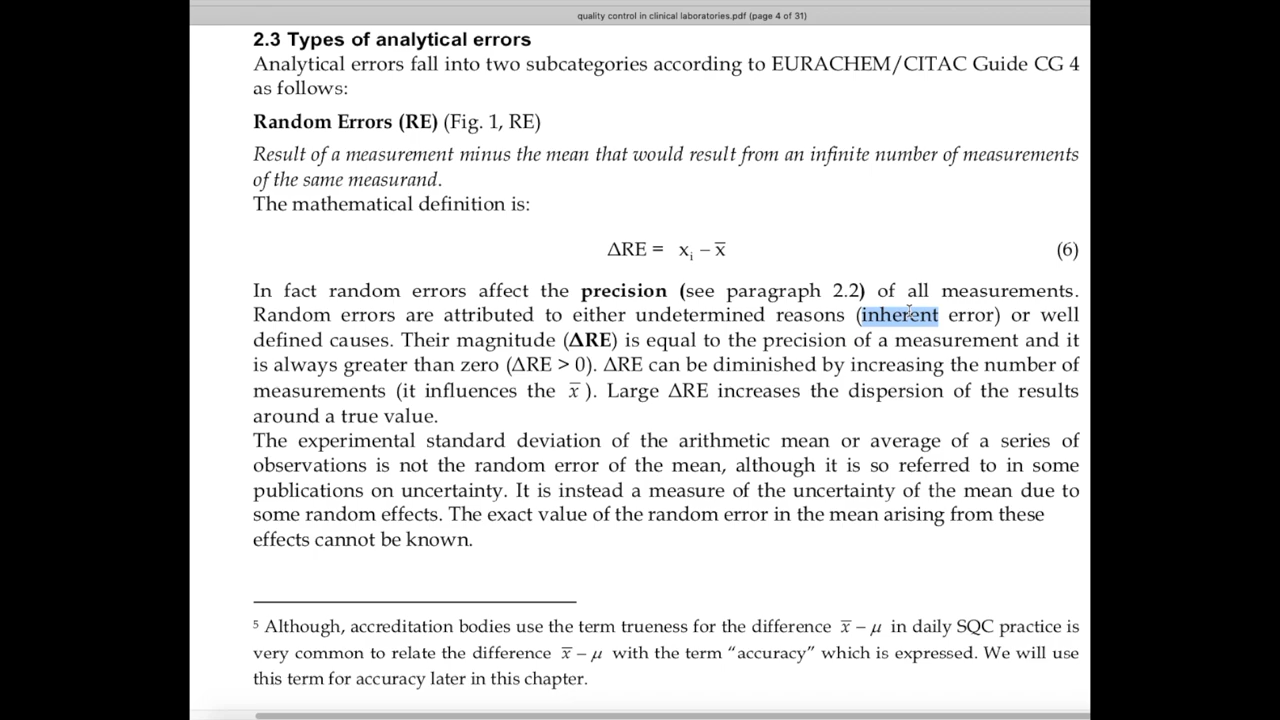 quality control in clinical laboratories.pdf (page 4 of 31)
2.3 Types of analytical errors
Analytical errors fall into two subcategories according to EURACHEM/CITAC Guide CG 4
as follows:
Random Errors (RE) (Fig. 1, RE)
Result of a measurement minus the mean that would result from an infinite number of measurements
of the same measurand.
The mathematical definition is:
ΔRE = xᵢ − x̅ (6)
In fact random errors affect the precision (see paragraph 2.2) of all measurements.
Random errors are attributed to either undetermined reasons (inherent error) or well
defined causes. Their magnitude (ΔRE) is equal to the precision of a measurement and it
is always greater than zero (ΔRE > 0). ΔRE can be diminished by increasing the number of
measurements (it influences the x̅ ). Large ΔRE increases the dispersion of the results
around a true value.
The experimental standard deviation of the arithmetic mean or average of a series of
observations is not the random error of the mean, although it is so referred to in some
publications on uncertainty. It is instead a measure of the uncertainty of the mean due to
some random effects. The exact value of the random error in the mean arising from these
effects cannot be known.
⁵ Although, accreditation bodies use the term trueness for the difference x̅ − μ in daily SQC practice is
very common to relate the difference x̅ − μ with the term “accuracy” which is expressed. We will use
this term for accuracy later in this chapter.